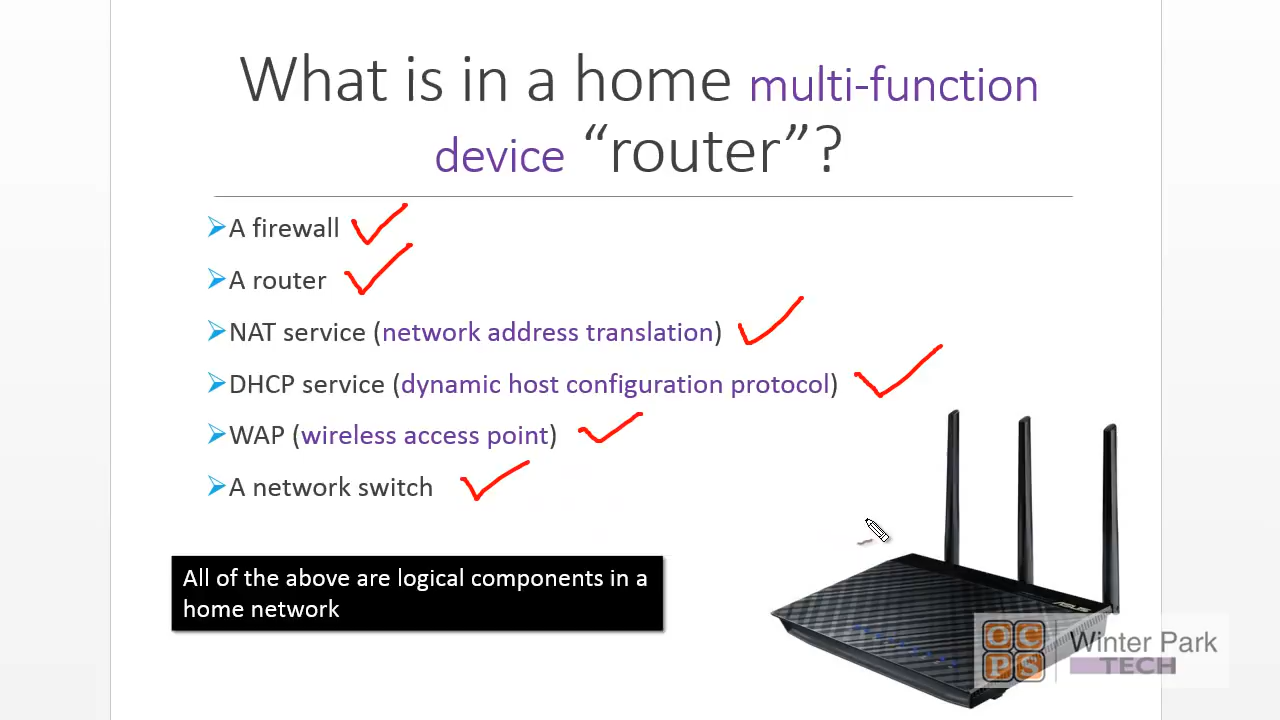 What is in a home multi-function
device “router”?
A firewall
A router
NAT service (network address translation)
DHCP service (dynamic host configuration protocol)
WAP (wireless access point)
A network switch
All of the above are logical components in a
home network
ASUS
OC
PS
Winter Park
TECH